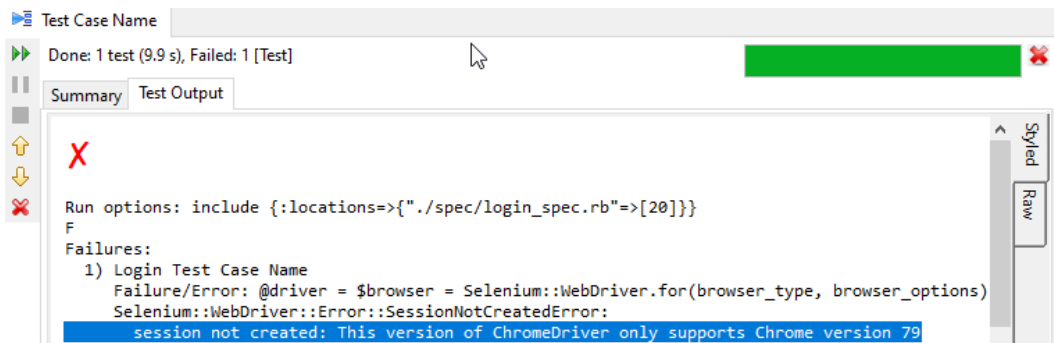 Test Case Name
Done: 1 test (9.9 s), Failed: 1 [Test]
Summary Test Output
Styled
Raw
X
Run options: include {:locations=>{"./spec/login_spec.rb"=>[20]}}
F
Failures:
1) Login Test Case Name
Failure/Error: @driver = $browser = Selenium::WebDriver.for(browser_type, browser_options)
Selenium::WebDriver::Error::SessionNotCreatedError:
session not created: This version of ChromeDriver only supports Chrome version 79